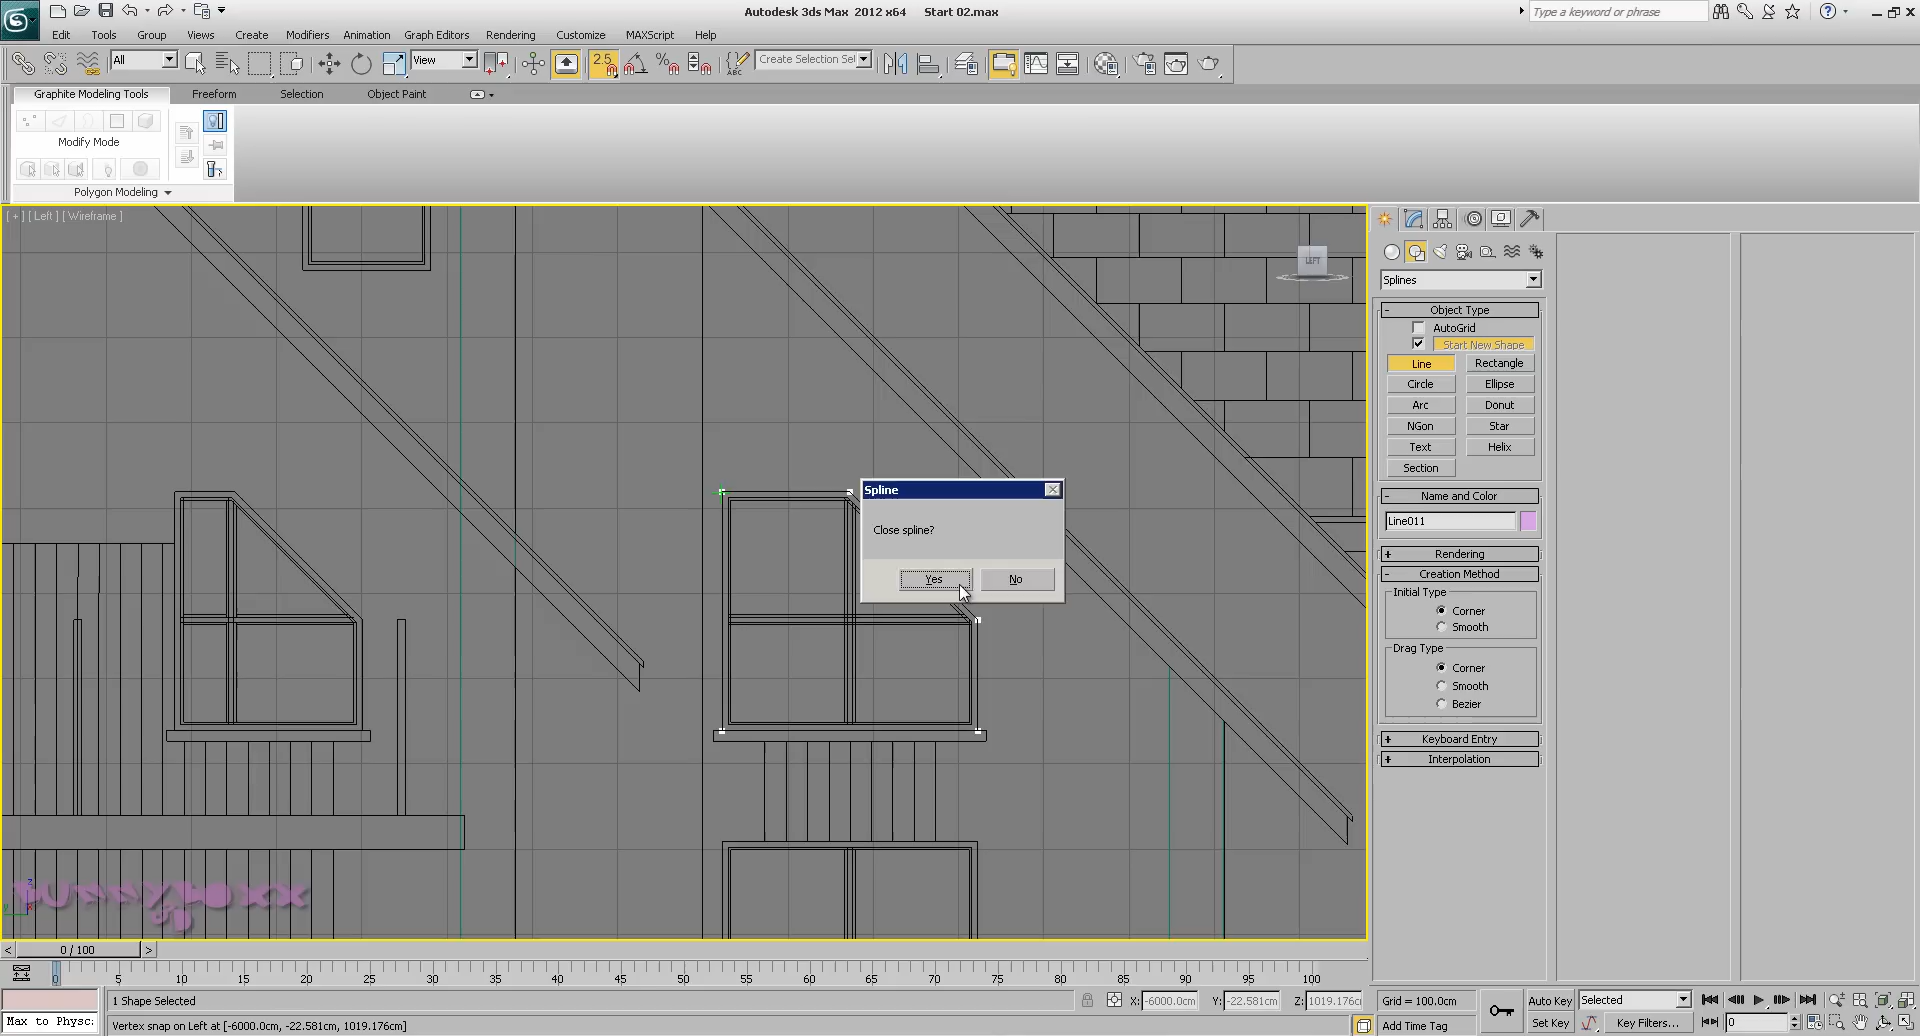 Autodesk 3ds Max 2012 x64 Start 02.max
Type a keyword or phrase
Edit Tools Group Views Create Modifiers Animation Graph Editors Rendering Customize MAXScript Help
All
View
2.5
ABC
Create Selection Sel
Graphite Modeling Tools Freeform Selection Object Paint
Modify Mode
Polygon Modeling
[ + ] [ Left ] [ Wireframe ]
LEFT
Spline
Close spline?
Yes No
Splines
- Object Type
AutoGrid
Start New Shape
Line Rectangle
Circle Ellipse
Arc Donut
NGon Star
Text Helix
Section
- Name and Color
Line011
+ Rendering
- Creation Method
Initial Type
Corner
Smooth
Drag Type
Corner
Smooth
Bezier
+ Keyboard Entry
+ Interpolation
z
y x
< 0 / 100 >
0 5 10 15 20 25 30 35 40 45 50 55 60 65 70 75 80 85 90 95 100
1 Shape Selected
X: -6000.0cm Y: -22.581cm Z: 1019.176c
Grid = 100.0cm
Auto Key Selected
Max to Physc:
Vertex snap on Left at [-6000.0cm, -22.581cm, 1019.176cm]
Add Time Tag
Set Key Key Filters...
0